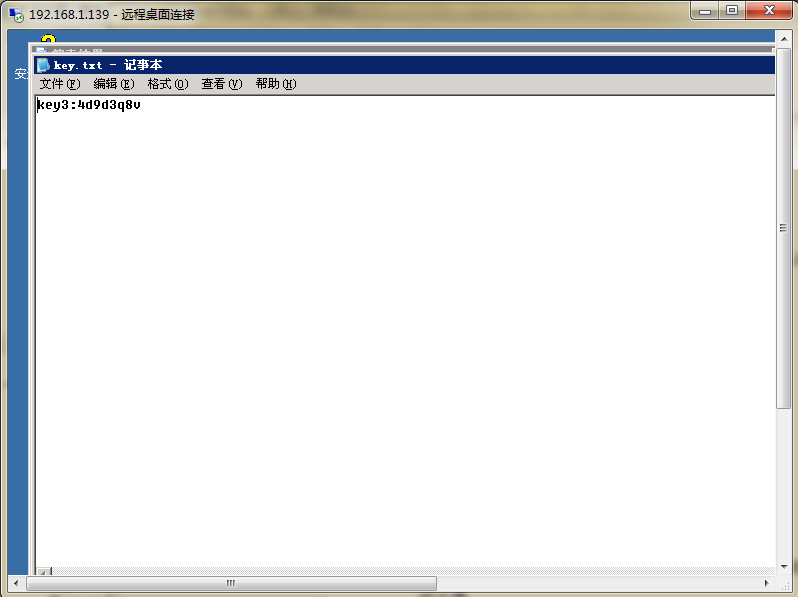 192.168.1.139 - 远程桌面连接
安
key.txt - 记事本
文件(F) 编辑(E) 格式(O) 查看(V) 帮助(H)
key3:4d9d3q8v